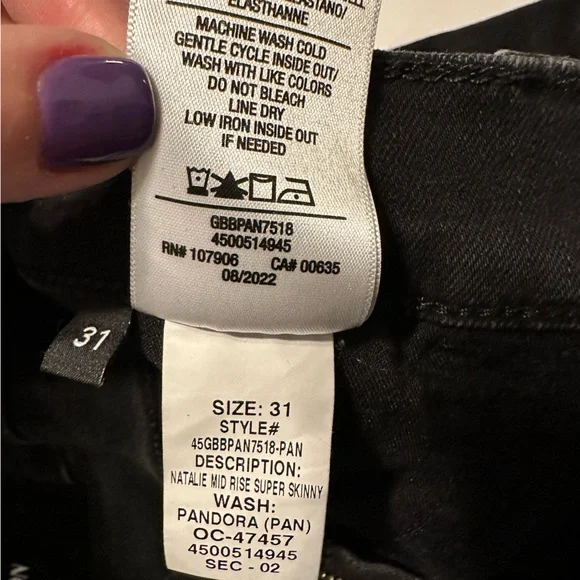 ELASTANO/
ELASTHANNE
MACHINE WASH COLD
GENTLE CYCLE INSIDE OUT/
WASH WITH LIKE COLORS
DO NOT BLEACH
LINE DRY
LOW IRON INSIDE OUT
IF NEEDED
GBBPAN7518
4500514945
RN# 107906 CA# 00635
08/2022
31
SIZE: 31
STYLE#
45GBBPAN7518-PAN
DESCRIPTION:
NATALIE MID RISE SUPER SKINNY
WASH:
PANDORA (PAN)
OC-47457
4500514945
SEC - 02